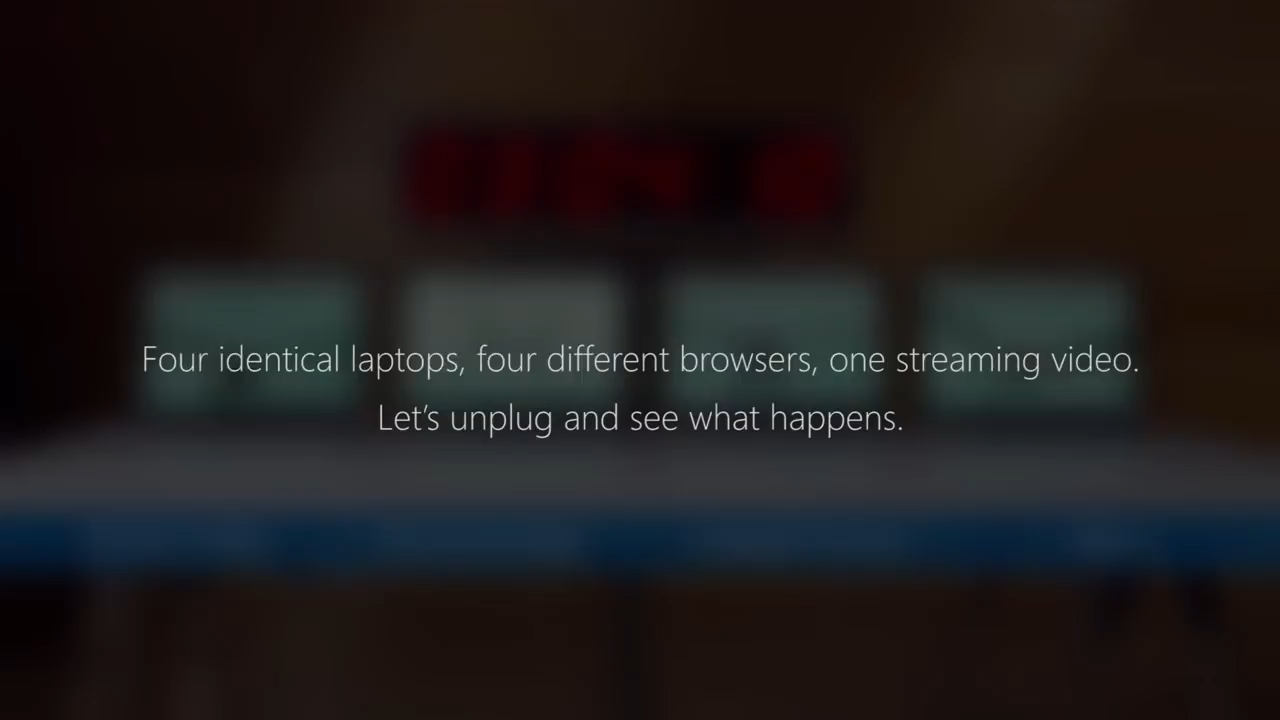 Four identical laptops, four different browsers, one streaming video.
Let’s unplug and see what happens.